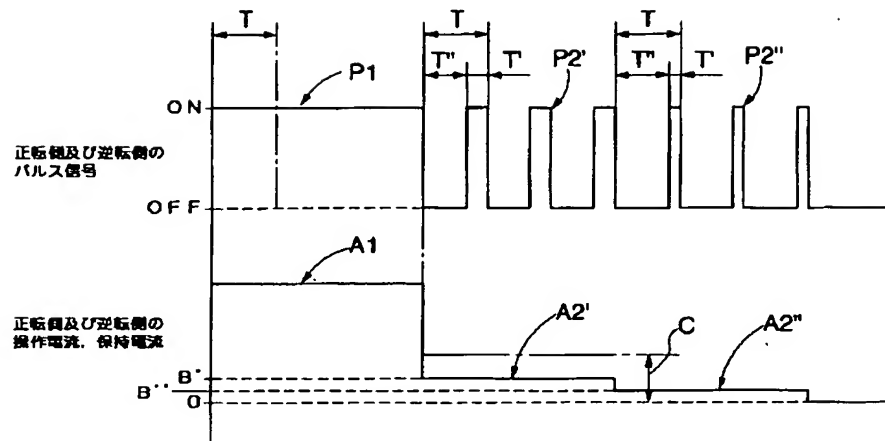 T T T
T" T' T" T'
P1 P2' P2"
ON
正転側及び逆転側の
パルス信号
OFF
A1
正転側及び逆転側の
操作電流、保持電流
A2' C A2"
B'
B''
0